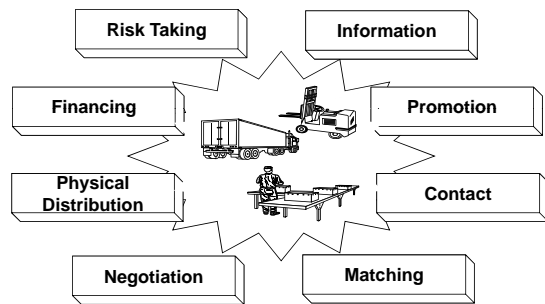 Risk Taking
Information
Financing
Promotion
Physical
Distribution
Contact
Negotiation
Matching